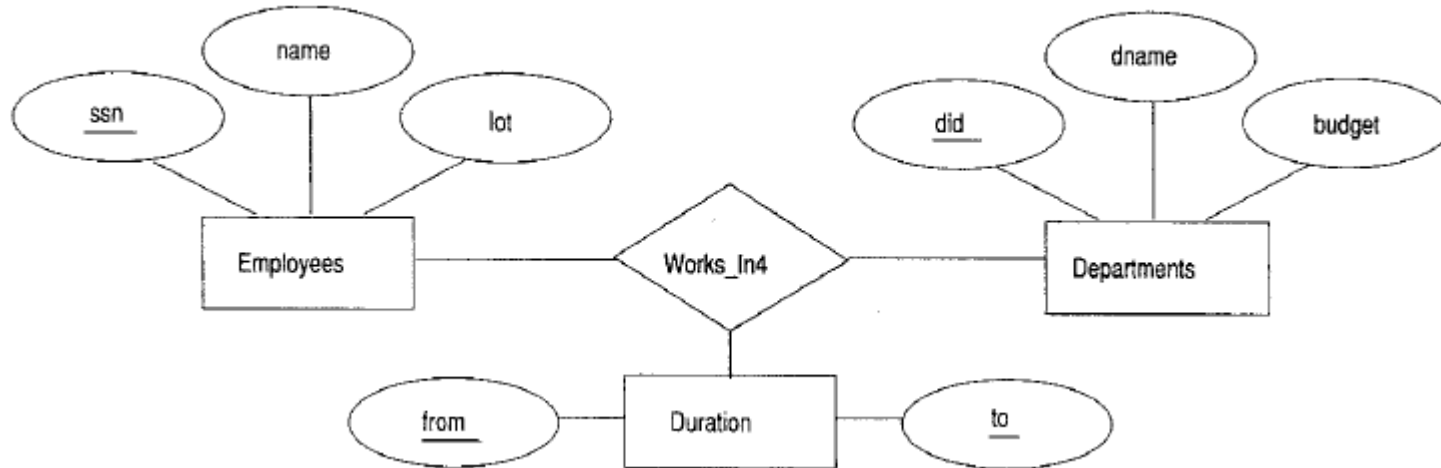 name
dname
ssn
lot
did
budget
Employees
Works_In4
Departments
from
Duration
to